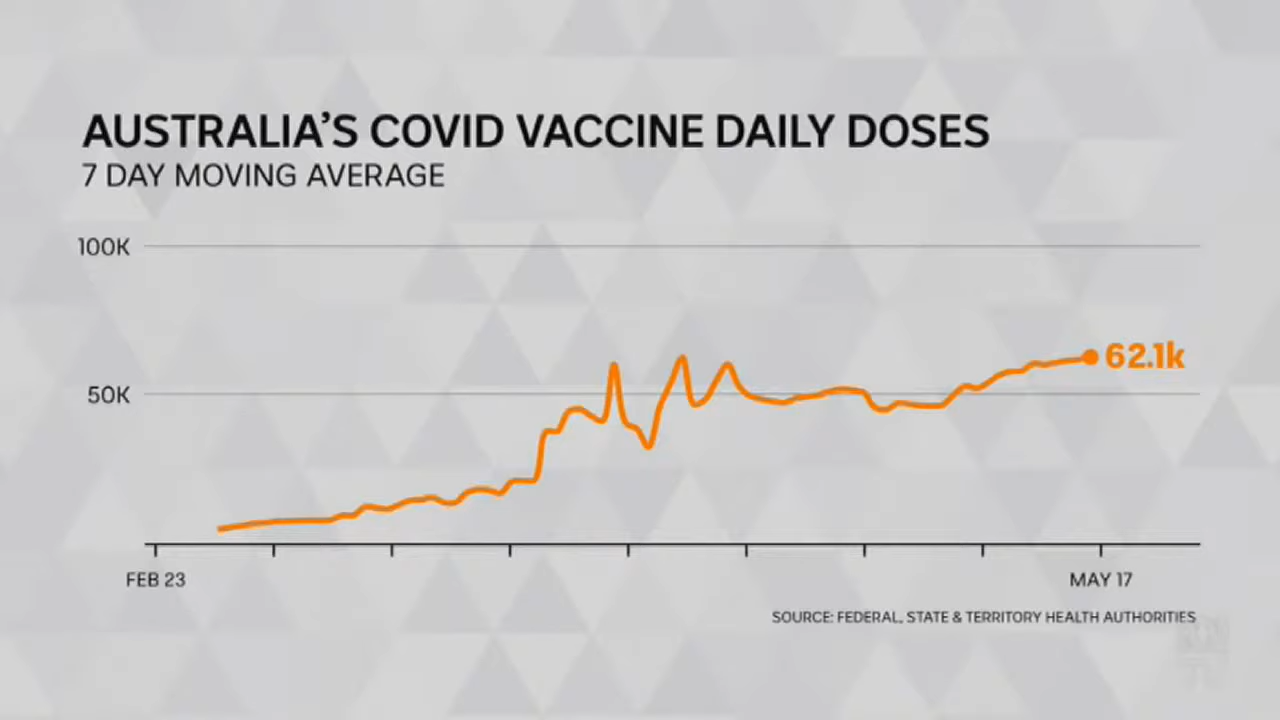 AUSTRALIA'S COVID VACCINE DAILY DOSES
7 DAY MOVING AVERAGE
100K
62.1k
50K
FEB 23
MAY 17
SOURCE: FEDERAL, STATE & TERRITORY HEALTH AUTHORITIES